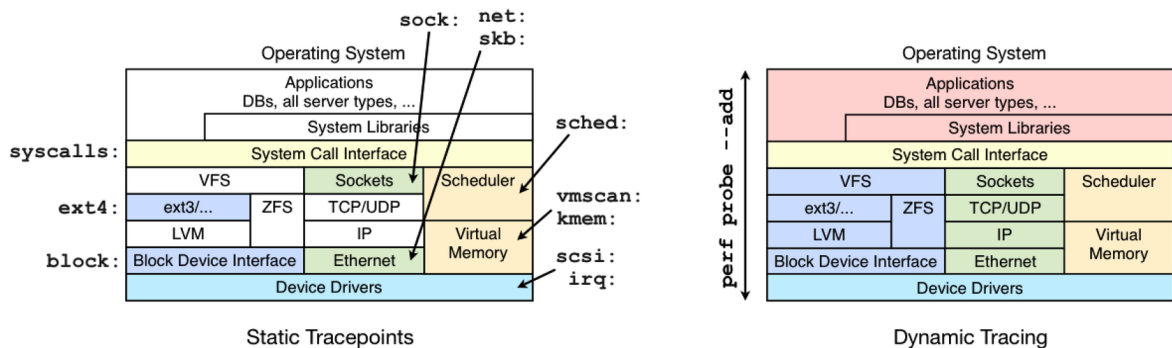 sock:
net:
skb:
Operating System
Applications
DBs, all server types, ...
System Libraries
syscalls:
System Call Interface
sched:
VFS
Sockets
Scheduler
ext4:
ext3/...
ZFS
TCP/UDP
vmscan:
kmem:
LVM
IP
Virtual
Memory
block:
Block Device Interface
Ethernet
scsi:
irq:
Device Drivers
Static Tracepoints
Operating System
perf probe --add
Applications
DBs, all server types, ...
System Libraries
System Call Interface
VFS
Sockets
Scheduler
ext3/...
ZFS
TCP/UDP
LVM
IP
Virtual
Memory
Block Device Interface
Ethernet
Device Drivers
Dynamic Tracing